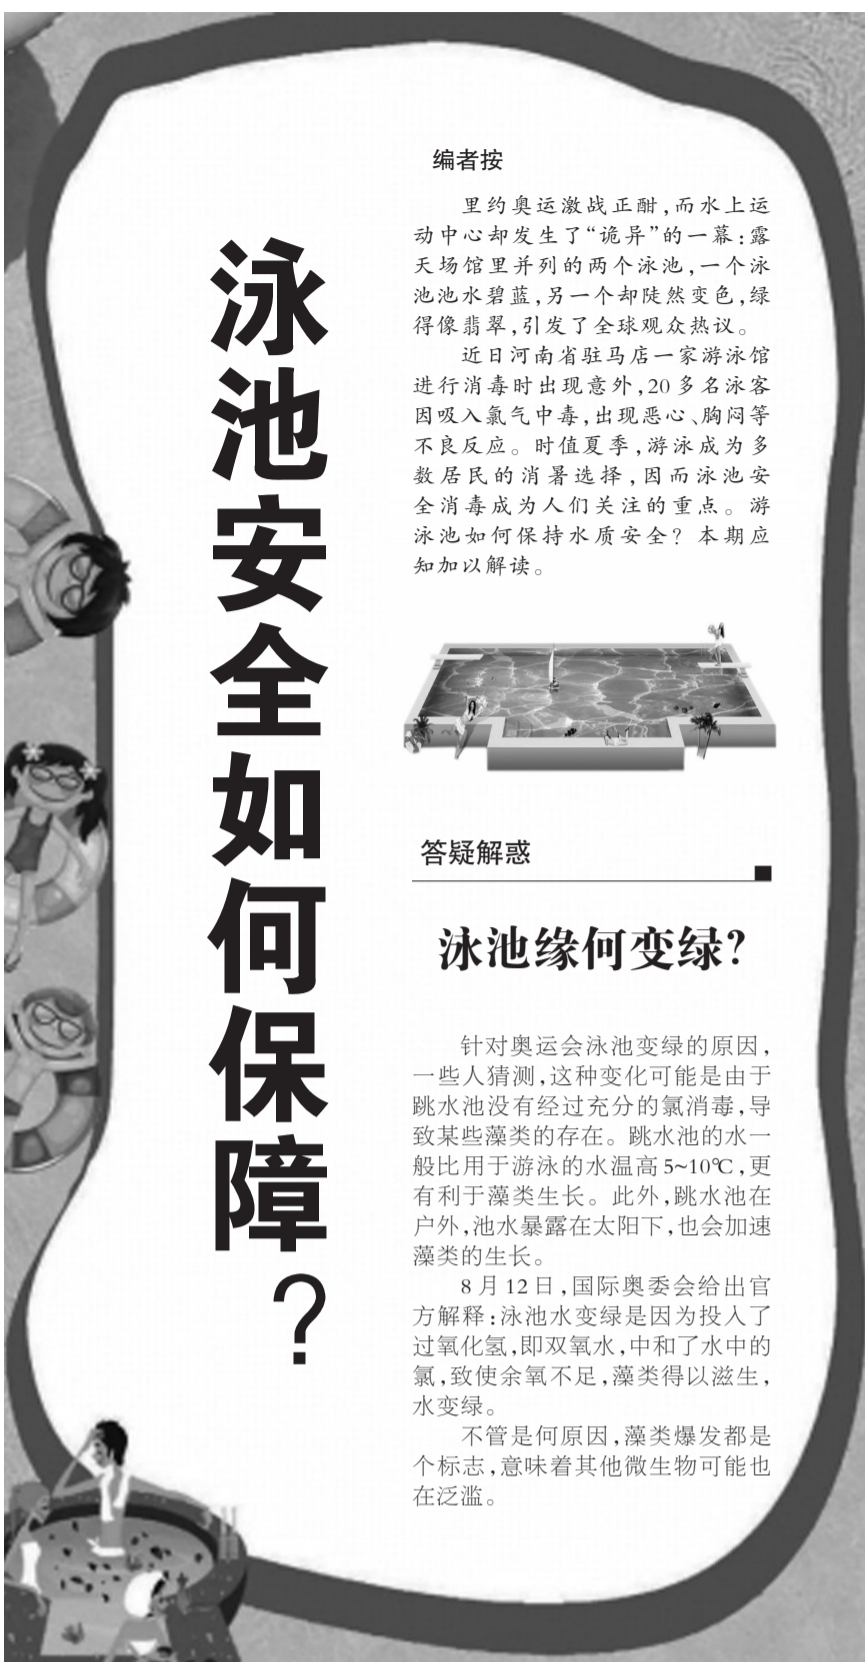 泳池安全如何保障？
编者按
里约奥运激战正酣，而水上运
动中心却发生了“诡异”的一幕：露
天场馆里并列的两个泳池，一个泳
池池水碧蓝，另一个却陡然变色，绿
得像翡翠，引发了全球观众热议。
近日河南省驻马店一家游泳馆
进行消毒时出现意外，20多名泳客
因吸入氯气中毒，出现恶心、胸闷等
不良反应。时值夏季，游泳成为多
数居民的消暑选择，因而泳池安
全消毒成为人们关注的重点。游
泳池如何保持水质安全？本期应
知加以解读。
答疑解惑
泳池缘何变绿？
针对奥运会泳池变绿的原因，
一些人猜测，这种变化可能是由于
跳水池没有经过充分的氯消毒，导
致某些藻类的存在。跳水池的水一
般比用于游泳的水温高5~10℃，更
有利于藻类生长。此外，跳水池在
户外，池水暴露在太阳下，也会加速
藻类的生长。
8月12日，国际奥委会给出官
方解释：泳池水变绿是因为投入了
过氧化氢，即双氧水，中和了水中的
氯，致使余氧不足，藻类得以滋生，
水变绿。
不管是何原因，藻类爆发都是
个标志，意味着其他微生物可能也
在泛滥。